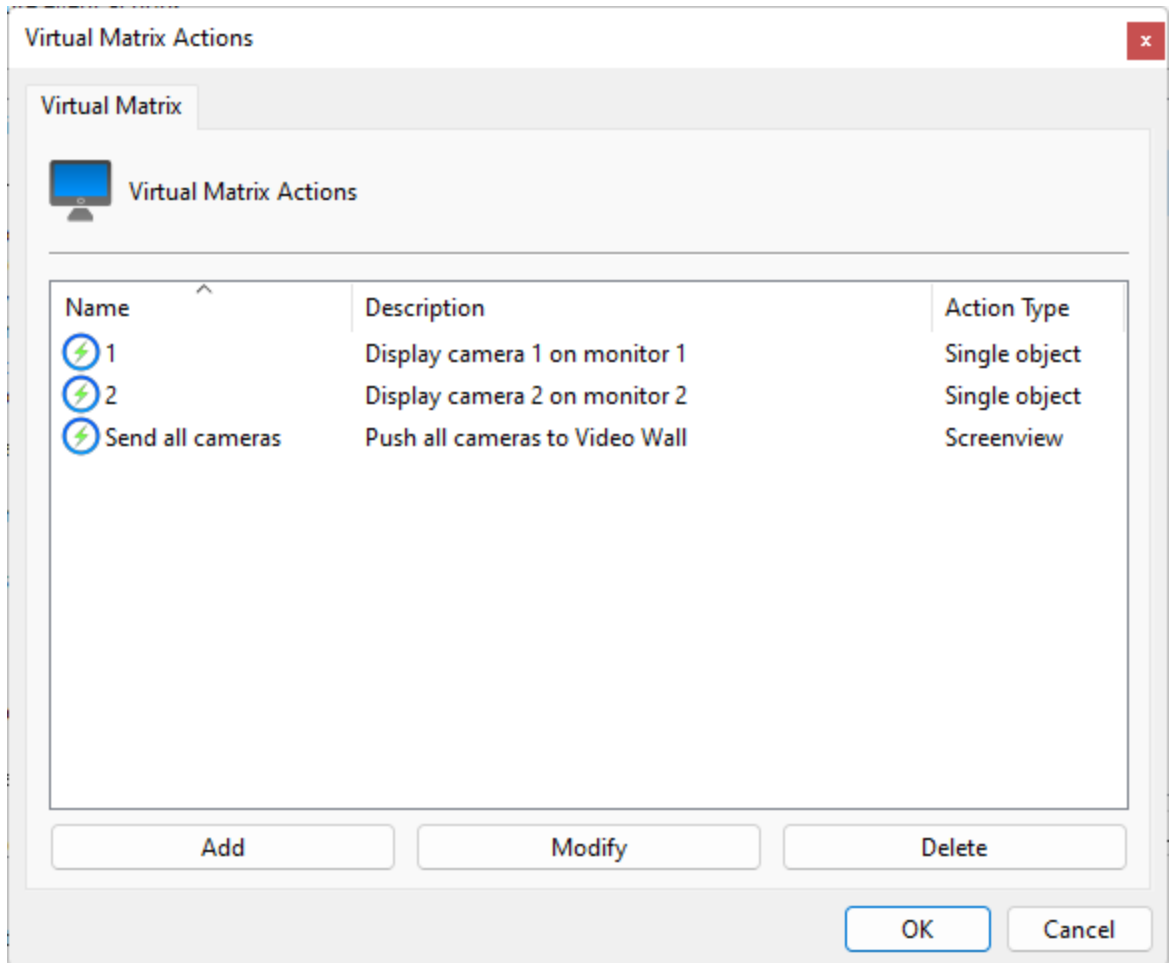 Virtual Matrix Actions
x
Virtual Matrix
Virtual Matrix Actions
Name Description Action Type
1 Display camera 1 on monitor 1 Single object
2 Display camera 2 on monitor 2 Single object
Send all cameras Push all cameras to Video Wall Screenview
Add Modify Delete
OK Cancel